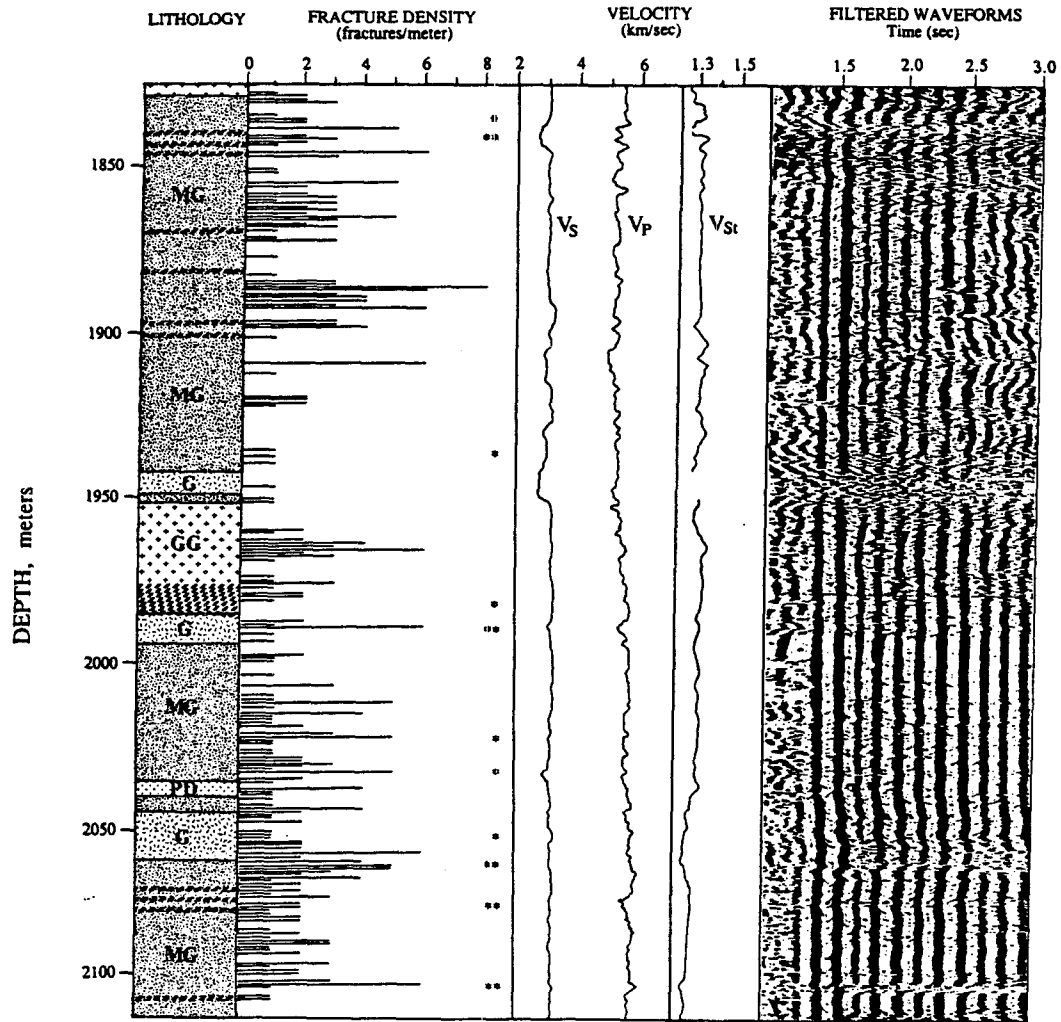 LITHOLOGY
FRACTURE DENSITY
(fractures/meter)
VELOCITY
(km/sec)
FILTERED WAVEFORMS
Time (sec)
0 2 4 6 8 2 6 1.3 1.5 1.5 2.0 2.5 3.0
*
**
1850
MG
VS VP VSt
1900
MG
*
G
1950
GG
*
G **
2000
MG
*
*
PD
2050
G *
**
**
MG
2100
**
DEPTH, meters